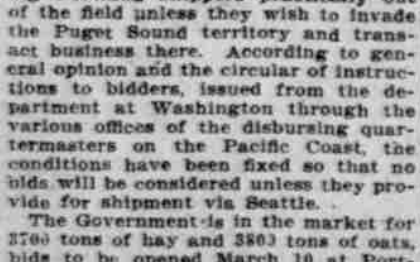 of the field unless they wish to invade
the Puget Sound territory and trans-
act business there. According to gen-
eral opinion and the circular of instruc-
tions to bidders, issued from the de-
partment at Washington through the
various offices of the disbursing quar-
termasters on the Pacific Coast, the
conditions have been fixed so that no
bids will be considered unless they pro-
vide for shipment via Seattle.
The Government is in the market for
3700 tons of hay and 3803 tons of oats,
bids to be opened March 10 at Port-